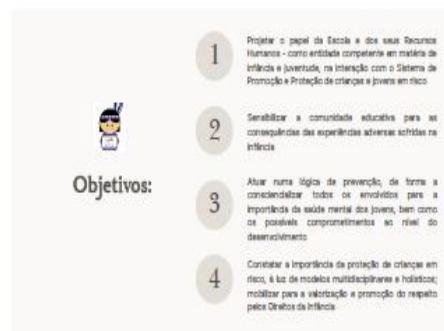 1
Projetar o papel da Escola e dos seus Recursos
Humanos - como entidade competente em matéria de
infância e juventude, na interação com o Sistema de
Promoção e Proteção de crianças e jovens em risco
2
Sensibilizar a comunidade educativa para as
consequências das experiências adversas sofridas na
infância
Objetivos:
3
Atuar numa lógica de prevenção, de forma a
consciencializar todos os envolvidos para a
importância da saúde mental dos jovens, bem como
os possíveis comprometimentos ao nível do
desenvolvimento
4
Constatar a importância da proteção de crianças em
risco, à luz de modelos multidisciplinares e holísticos;
mobilizar para a valorização e promoção do respeito
pelos Direitos da Infância